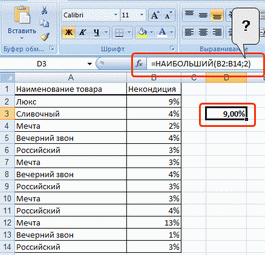 ?
Вставить
Calibri 11
Ж К Ч
Буфер обмена Шрифт Выравнивание
D3 fx =НАИБОЛЬШИЙ(B2:B14;2)
A B C D E
1 Наименование товара Некондиция
2 Люкс 9%
3 Сливочный 4% 9,00%
4 Мечта 2%
5 Вечерний звон 4%
6 Российский 3%
7 Мечта 3%
8 Вечерний звон 4%
9 Российский 3%
10 Мечта 3%
11 Российский 4%
12 Мечта 13%
13 Вечерний звон 1%
14 Российский 3%